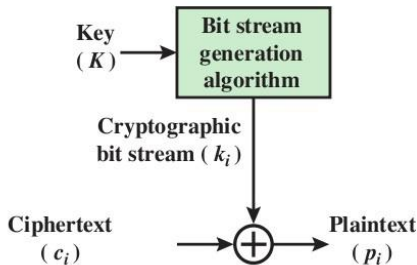 Key
(K)
Bit stream
generation
algorithm
Cryptographic
bit stream ( kᵢ )
Ciphertext
( cᵢ )
Plaintext
( pᵢ )